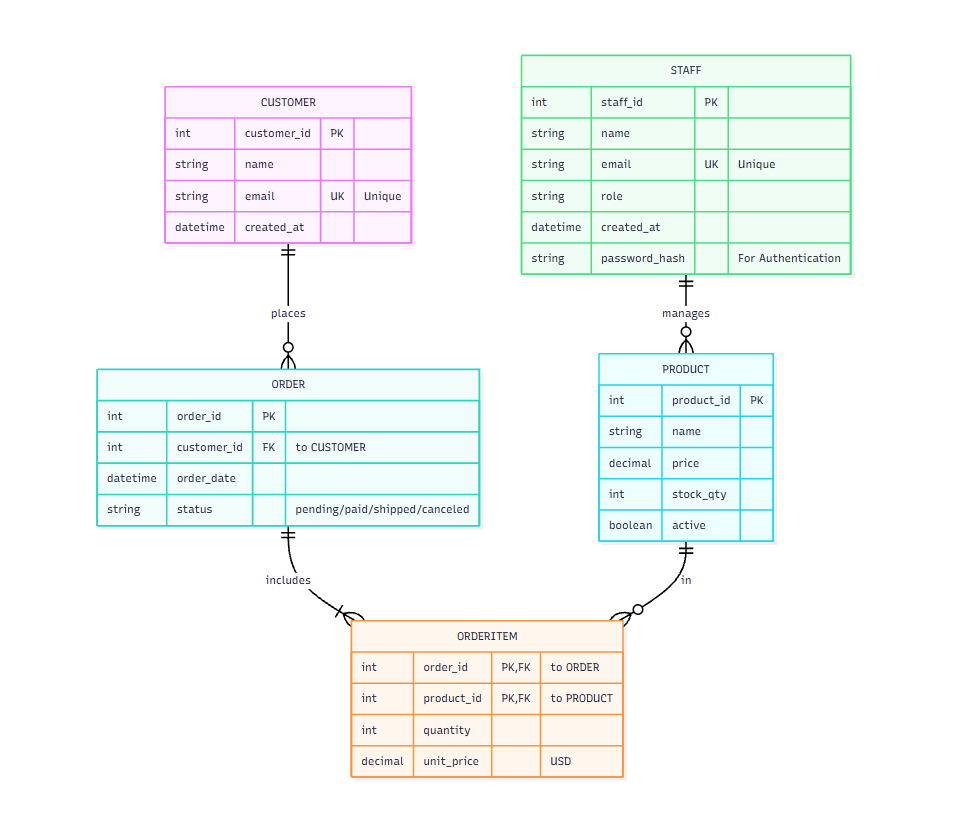 CUSTOMER
int customer_id PK
string name
string email UK Unique
datetime created_at
STAFF
int staff_id PK
string name
string email UK Unique
string role
datetime created_at
string password_hash For Authentication
places
manages
ORDER
int order_id PK
int customer_id FK to CUSTOMER
datetime order_date
string status pending/paid/shipped/canceled
PRODUCT
int product_id PK
string name
decimal price
int stock_qty
boolean active
includes
in
ORDERITEM
int order_id PK,FK to ORDER
int product_id PK,FK to PRODUCT
int quantity
decimal unit_price USD